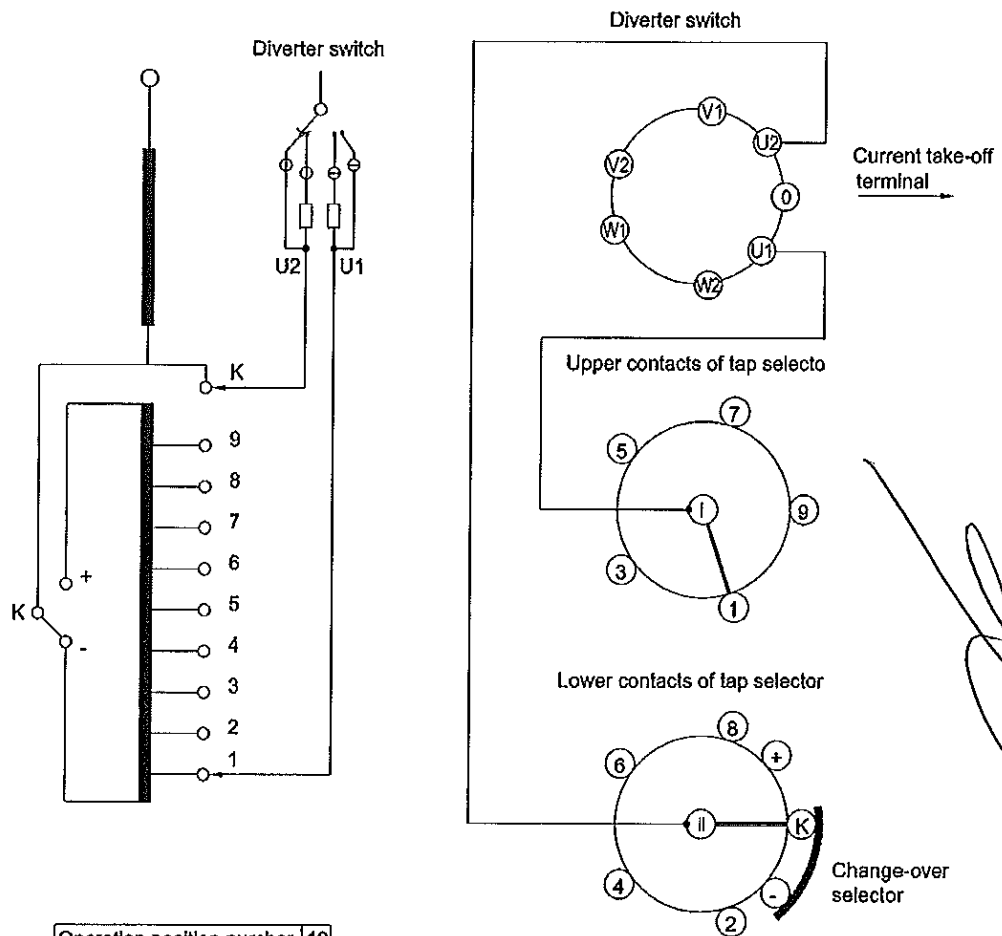 Diverter switch
Diverter switch
U2
U1
K
9
8
7
6
5
4
3
2
1
+
K
-
V1
U2
V2
0
W1
U1
W2
Current take-off
terminal
Upper contacts of tap selecto
7
5
9
I
3
1
Lower contacts of tap selector
8
+
6
II
K
4
-
2
Change-over
selector
Operation position number 10